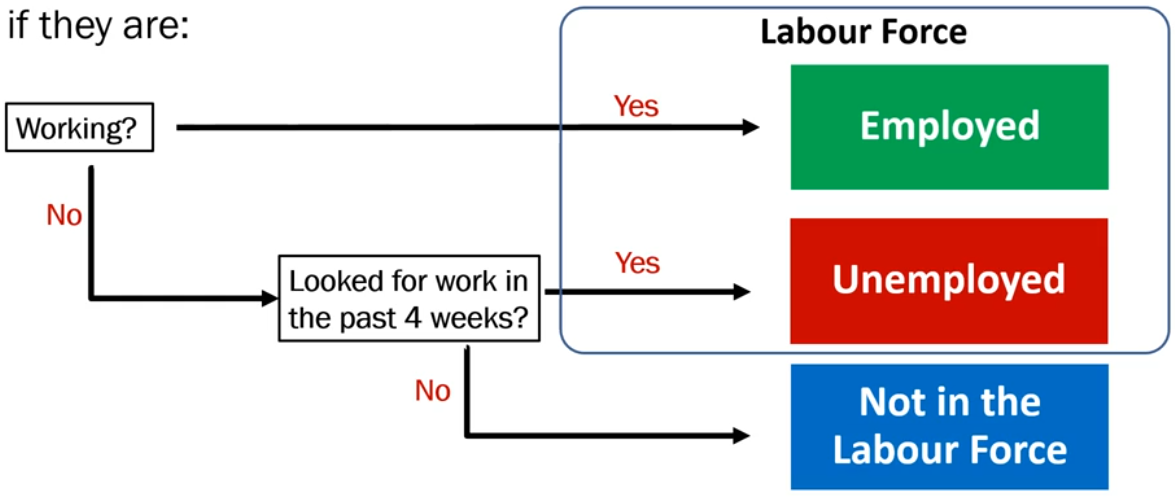 if they are:
Labour Force
Working?
Yes
Employed
No
Looked for work in
the past 4 weeks?
Yes
Unemployed
No
Not in the
Labour Force